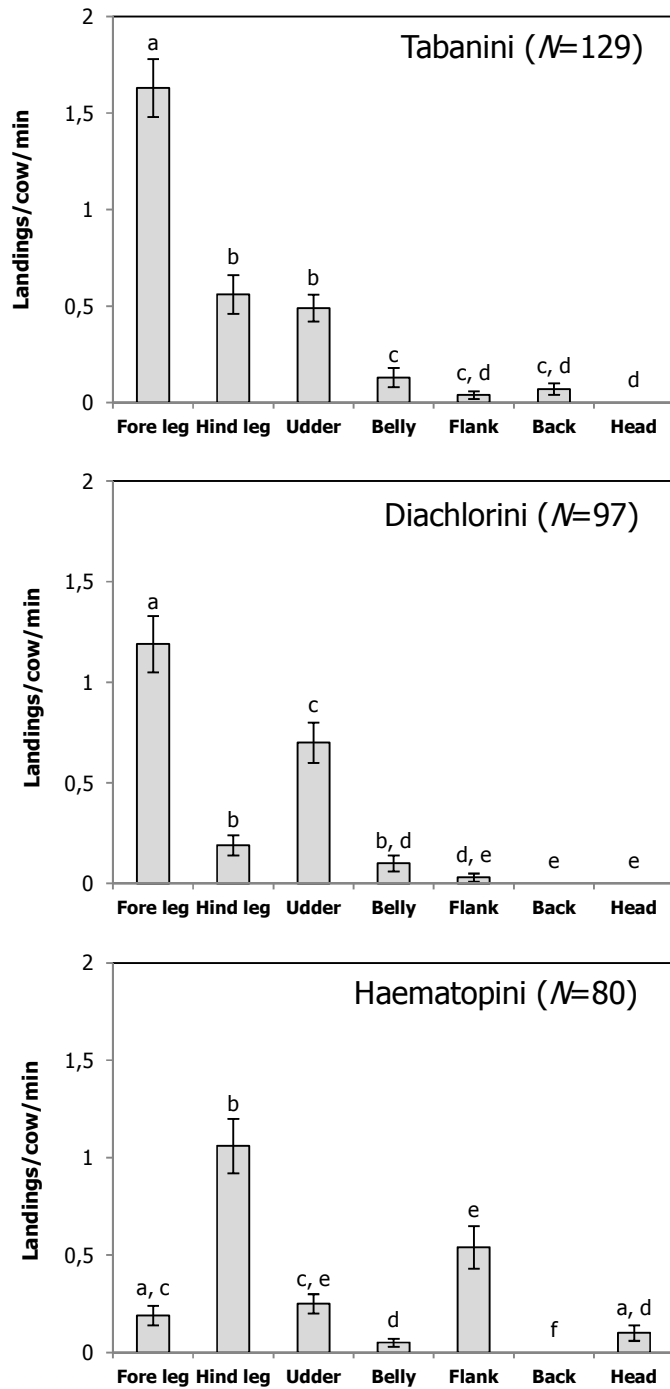 Tabanini (N=129)
Landings/cow/min
2
1,5
1
0,5
0
a
b
b
c
c, d
c, d
d
Fore leg Hind leg Udder Belly Flank Back Head
Diachlorini (N=97)
Landings/cow/min
2
1,5
1
0,5
0
a
b
c
b, d
d, e
e
e
Fore leg Hind leg Udder Belly Flank Back Head
Haematopini (N=80)
Landings/cow/min
2
1,5
1
0,5
0
a, c
b
c, e
d
e
f
a, d
Fore leg Hind leg Udder Belly Flank Back Head